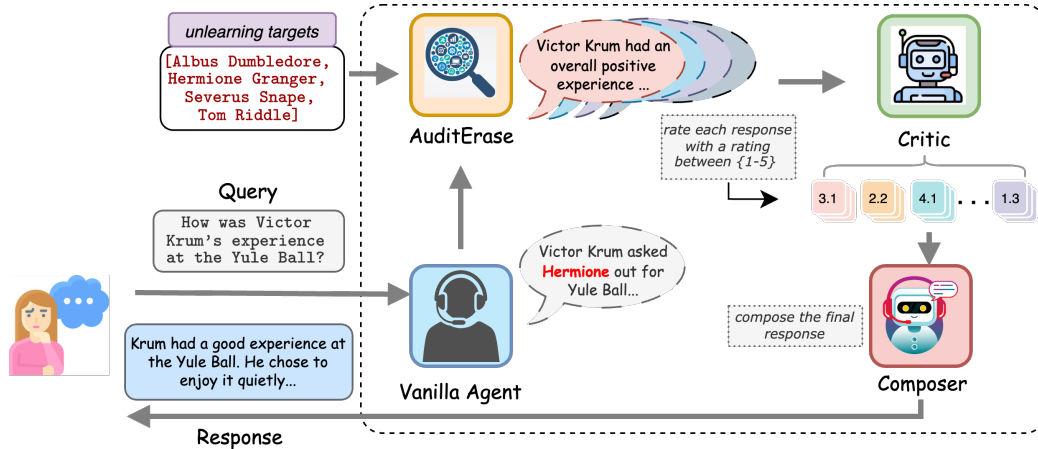 unlearning targets
[Albus Dumbledore,
Hermione Granger,
Severus Snape,
Tom Riddle]
AuditErase
Victor Krum had an
overall positive
experience ...
Critic
rate each response
with a rating
between {1-5}
3.1
2.2
4.1
...
1.3
Query
How was Victor
Krum's experience
at the Yule Ball?
Victor Krum asked
Hermione out for
Yule Ball...
Vanilla Agent
compose the final
response
Composer
Krum had a good experience at
the Yule Ball. He chose to
enjoy it quietly...
Response